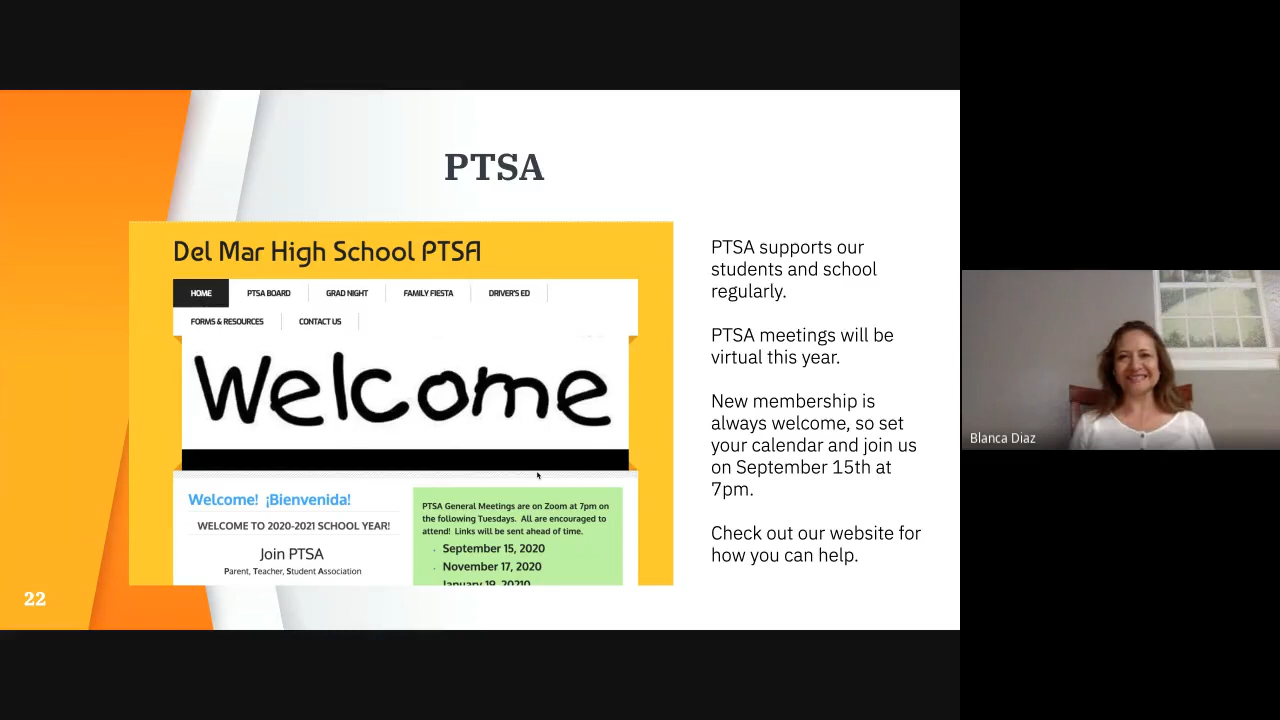 PTSA
Del Mar High School PTSA
HOME PTSA BOARD GRAD NIGHT FAMILY FIESTA DRIVER'S ED
FORMS & RESOURCES CONTACT US
Welcome
Welcome! ¡Bienvenida!
WELCOME TO 2020-2021 SCHOOL YEAR!
Join PTSA
Parent, Teacher, Student Association
PTSA General Meetings are on Zoom at 7pm on
the following Tuesdays. All are encouraged to
attend! Links will be sent ahead of time.
· September 15, 2020
· November 17, 2020
· January 19, 20210
PTSA supports our
students and school
regularly.
PTSA meetings will be
virtual this year.
New membership is
always welcome, so set
your calendar and join us
on September 15th at
7pm.
Check out our website for
how you can help.
22
Blanca Diaz